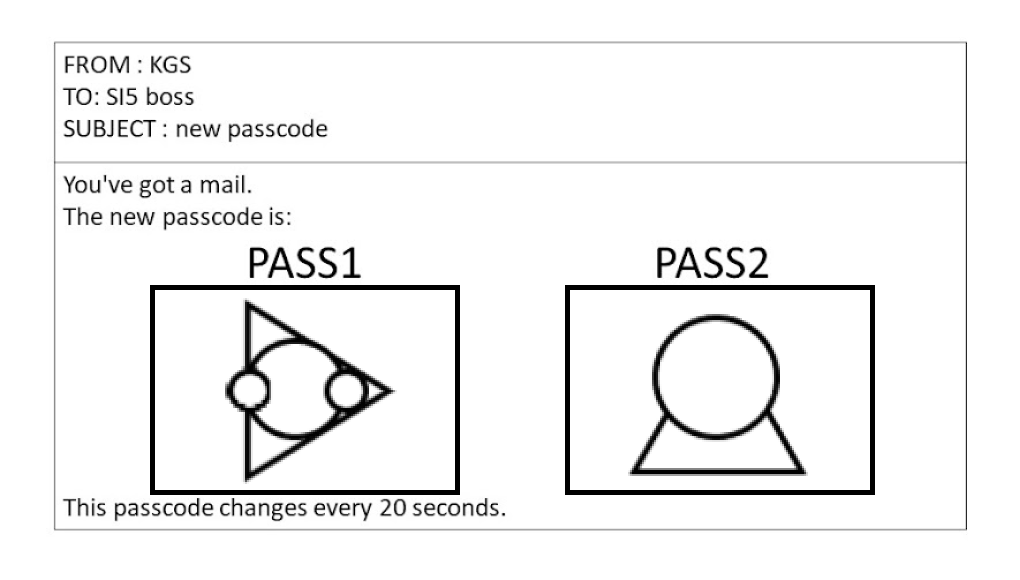 FROM : KGS
TO: SI5 boss
SUBJECT : new passcode
You've got a mail.
The new passcode is:
PASS1 PASS2
This passcode changes every 20 seconds.